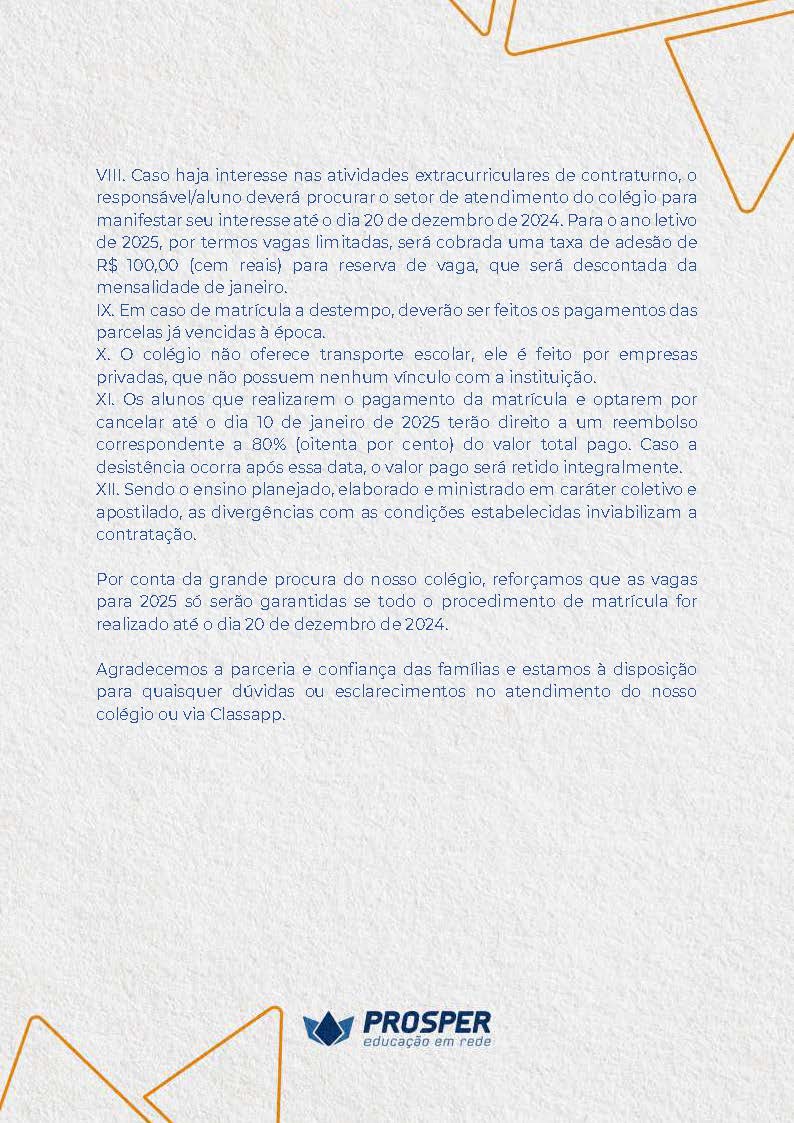 VIII. Caso haja interesse nas atividades extracurriculares de contraturno, o
responsável/aluno deverá procurar o setor de atendimento do colégio para
manifestar seu interesse até o dia 20 de dezembro de 2024. Para o ano letivo
de 2025, por termos vagas limitadas, será cobrada uma taxa de adesão de
R$ 100,00 (cem reais) para reserva de vaga, que será descontada da
mensalidade de janeiro.
IX. Em caso de matrícula a destempo, deverão ser feitos os pagamentos das
parcelas já vencidas à época.
X. O colégio não oferece transporte escolar, ele é feito por empresas
privadas, que não possuem nenhum vínculo com a instituição.
XI. Os alunos que realizarem o pagamento da matrícula e optarem por
cancelar até o dia 10 de janeiro de 2025 terão direito a um reembolso
correspondente a 80% (oitenta por cento) do valor total pago. Caso a
desistência ocorra após essa data, o valor pago será retido integralmente.
XII. Sendo o ensino planejado, elaborado e ministrado em caráter coletivo e
apostilado, as divergências com as condições estabelecidas inviabilizam a
contratação.
Por conta da grande procura do nosso colégio, reforçamos que as vagas
para 2025 só serão garantidas se todo o procedimento de matrícula for
realizado até o dia 20 de dezembro de 2024.
Agradecemos a parceria e confiança das famílias e estamos à disposição
para quaisquer dúvidas ou esclarecimentos no atendimento do nosso
colégio ou via Classapp.
PROSPER
educação em rede